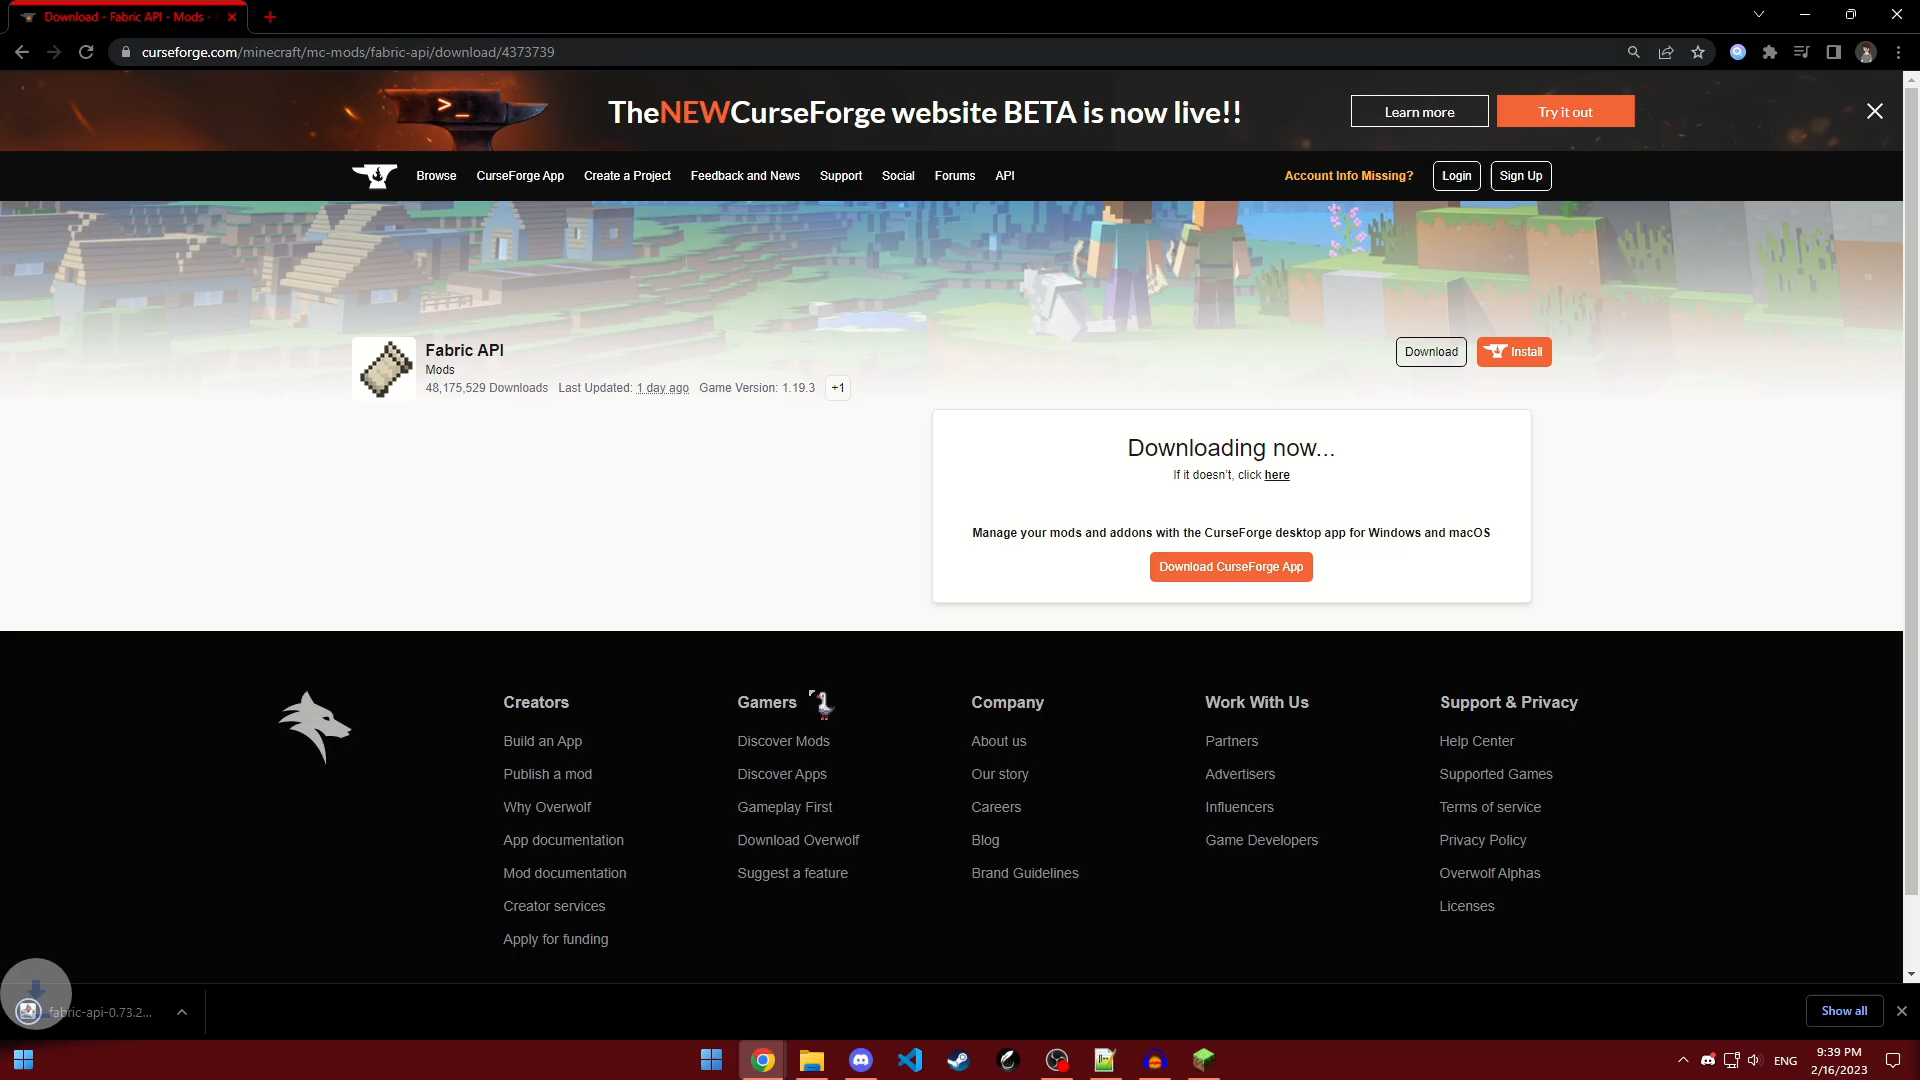 Download - Fabric API - Mods -
curseforge.com/minecraft/mc-mods/fabric-api/download/4373739
>_
TheNEWCurseForge website BETA is now live!!
Learn more
Try it out
Browse
CurseForge App
Create a Project
Feedback and News
Support
Social
Forums
API
Account Info Missing?
Login
Sign Up
Fabric API
Mods
48,175,529 Downloads Last Updated: 1 day ago Game Version: 1.19.3 +1
Download
Install
Downloading now...
If it doesn't, click here
Manage your mods and addons with the CurseForge desktop app for Windows and macOS
Download CurseForge App
Creators
Build an App
Publish a mod
Why Overwolf
App documentation
Mod documentation
Creator services
Apply for funding
Gamers
Discover Mods
Discover Apps
Gameplay First
Download Overwolf
Suggest a feature
Company
About us
Our story
Careers
Blog
Brand Guidelines
Work With Us
Partners
Advertisers
Influencers
Game Developers
Support & Privacy
Help Center
Supported Games
Terms of service
Privacy Policy
Overwolf Alphas
Licenses
fabric-api-0.73.2...
Show all
ENG
9:39 PM
2/16/2023